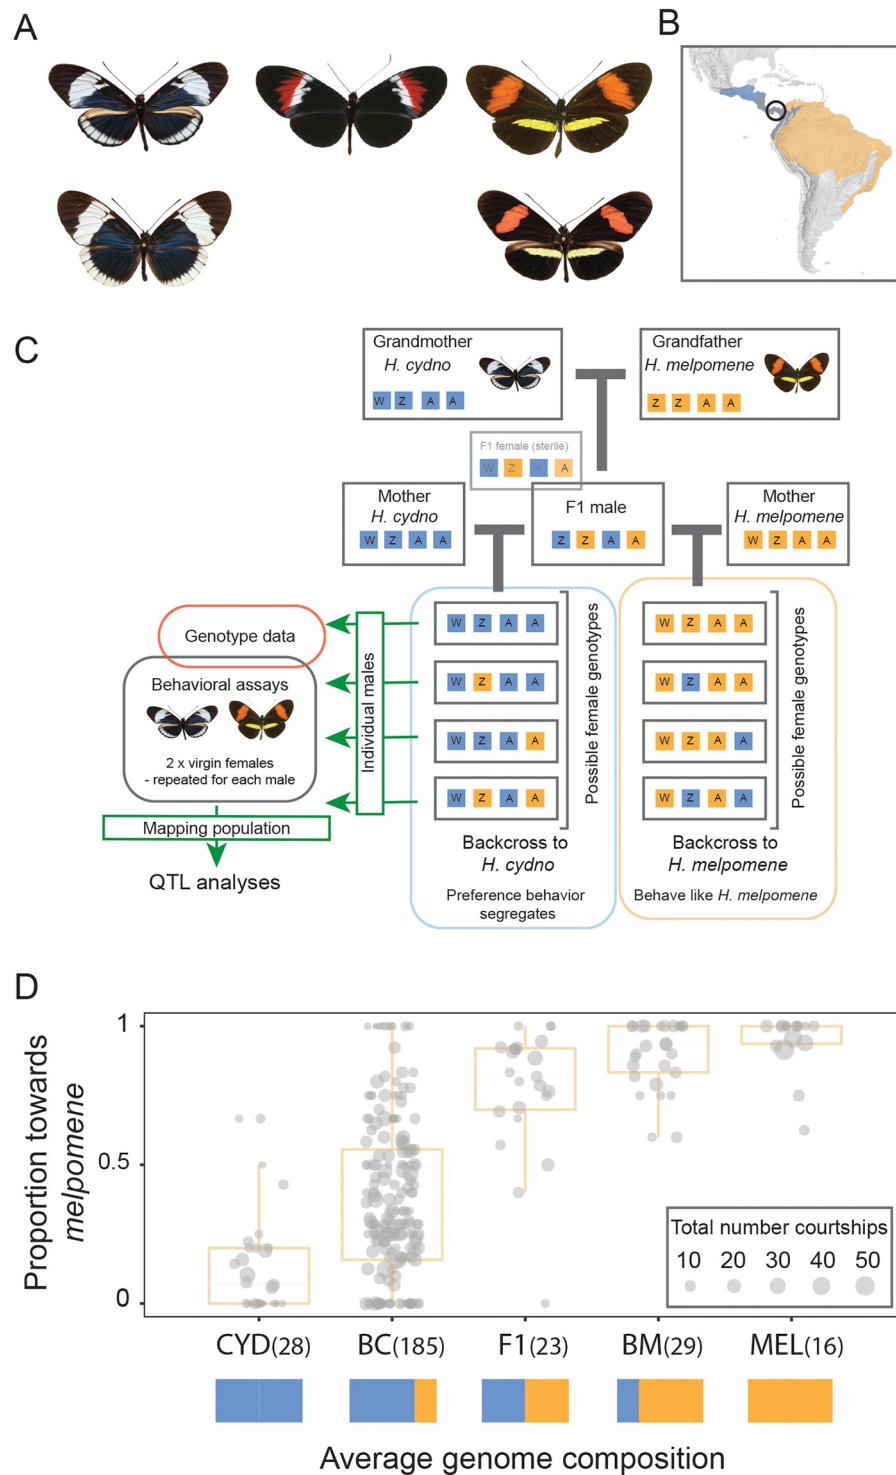 A
B
C
Grandmother
H. cydno
W Z A A
Grandfather
H. melpomene
Z Z A A
F1 female (sterile)
W Z A A
Mother
H. cydno
W Z A A
F1 male
Z Z A A
Mother
H. melpomene
W Z A A
Genotype data
Behavioral assays
2 x virgin females
- repeated for each male
Mapping population
QTL analyses
Individual males
W Z A A
W Z A A
W Z A A
W Z A A
Possible female genotypes
Backcross to
H. cydno
Preference behavior
segregates
W Z A A
W Z A A
W Z A A
W Z A A
Possible female genotypes
Backcross to
H. melpomene
Behave like H. melpomene
D
Proportion towards
melpomene
1
0.5
0
Total number courtships
10 20 30 40 50
CYD(28) BC(185) F1(23) BM(29) MEL(16)
Average genome composition